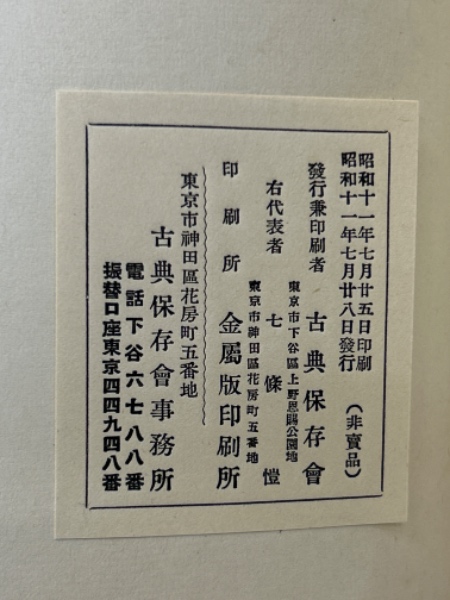 昭和十一年七月廿五日印刷
昭和十一年七月廿八日發行
(非賣品)
發行兼印刷者
東京市下谷區上野恩賜公園地
古典保存會
右代表者
七條愷
印刷所
東京市神田區花房町五番地
金屬版印刷所
東京市神田區花房町五番地
古典保存會事務所
電話下谷六七八八番
振替口座東京四四九四八番